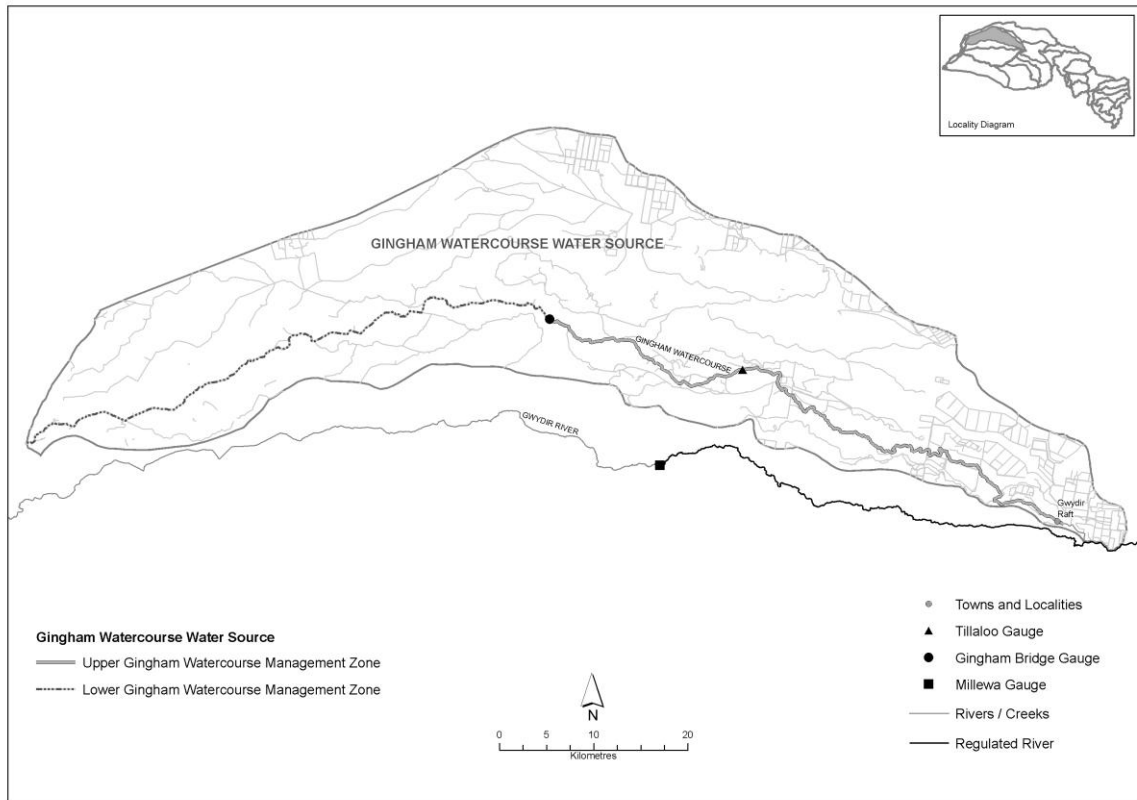 Locality Diagram
GINGHAM WATERCOURSE WATER SOURCE
GINGHAM WATERCOURSE
GWYDIR RIVER
Gwydir
Raft
Gingham Watercourse Water Source
Upper Gingham Watercourse Management Zone
Lower Gingham Watercourse Management Zone
N
0 5 10 20
Kilometres
Towns and Localities
Tillaloo Gauge
Gingham Bridge Gauge
Millewa Gauge
Rivers / Creeks
Regulated River